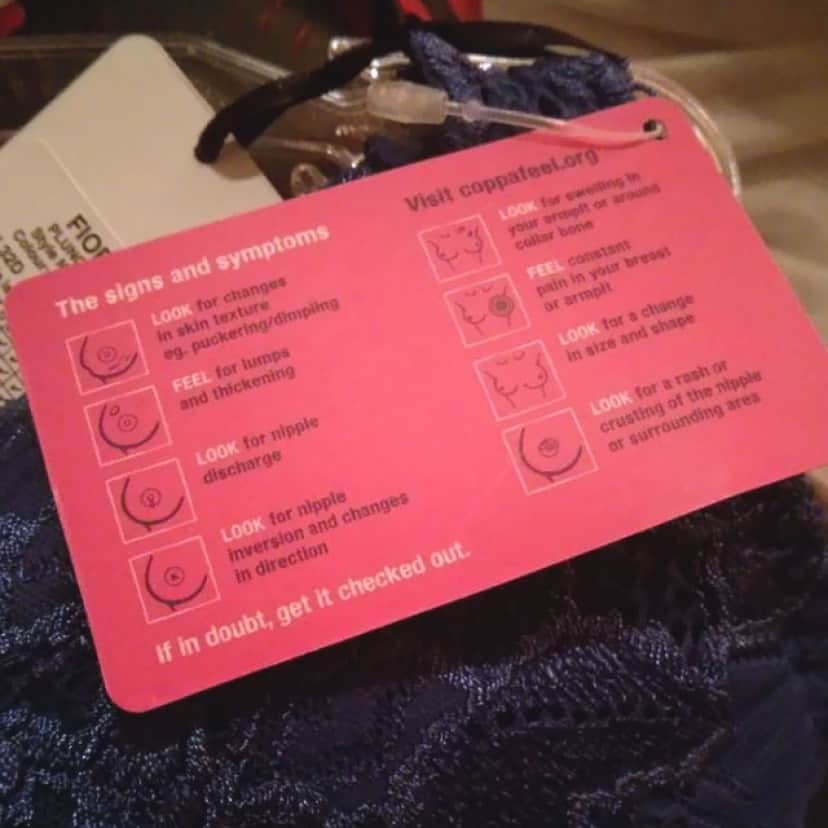 The signs and symptoms
LOOK for changes
in skin texture
eg. puckering/dimpling
FEEL for lumps
and thickening
LOOK for nipple
discharge
LOOK for nipple
inversion and changes
in direction
If in doubt, get it checked out.
Visit coppafeel.org
LOOK for swelling in
your armpit or around
collar bone
FEEL constant
pain in your breast
or armpit
LOOK for a change
in size and shape
LOOK for a rash or
crusting of the nipple
or surrounding area
PLUN
Style
Colou
32D